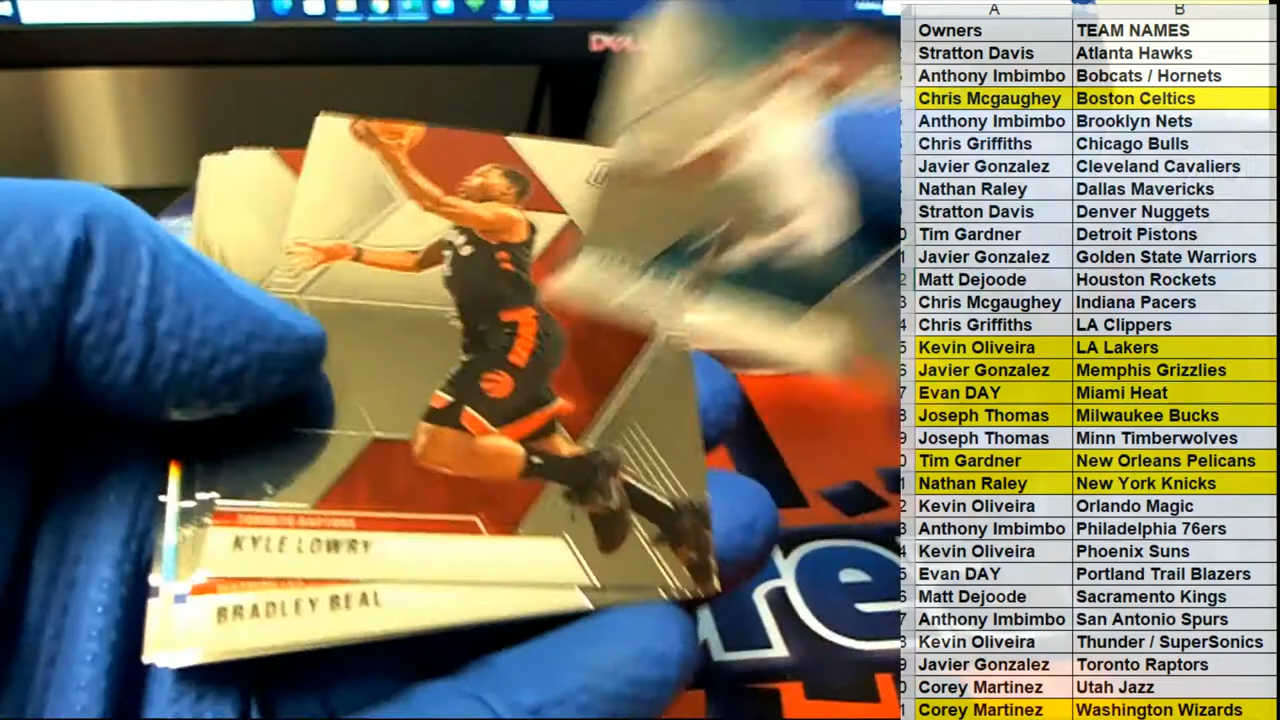 DELL
TORONTO RAPTORS
KYLE LOWRY
BRADLEY BEAL
re
A B
Owners TEAM NAMES
Stratton Davis Atlanta Hawks
Anthony Imbimbo Bobcats / Hornets
Chris Mcgaughey Boston Celtics
Anthony Imbimbo Brooklyn Nets
Chris Griffiths Chicago Bulls
Javier Gonzalez Cleveland Cavaliers
Nathan Raley Dallas Mavericks
Stratton Davis Denver Nuggets
Tim Gardner Detroit Pistons
Javier Gonzalez Golden State Warriors
Matt Dejoode Houston Rockets
Chris Mcgaughey Indiana Pacers
Chris Griffiths LA Clippers
Kevin Oliveira LA Lakers
Javier Gonzalez Memphis Grizzlies
Evan DAY Miami Heat
Joseph Thomas Milwaukee Bucks
Joseph Thomas Minn Timberwolves
Tim Gardner New Orleans Pelicans
Nathan Raley New York Knicks
Kevin Oliveira Orlando Magic
Anthony Imbimbo Philadelphia 76ers
Kevin Oliveira Phoenix Suns
Evan DAY Portland Trail Blazers
Matt Dejoode Sacramento Kings
Anthony Imbimbo San Antonio Spurs
Kevin Oliveira Thunder / SuperSonics
Javier Gonzalez Toronto Raptors
Corey Martinez Utah Jazz
Corey Martinez Washington Wizards